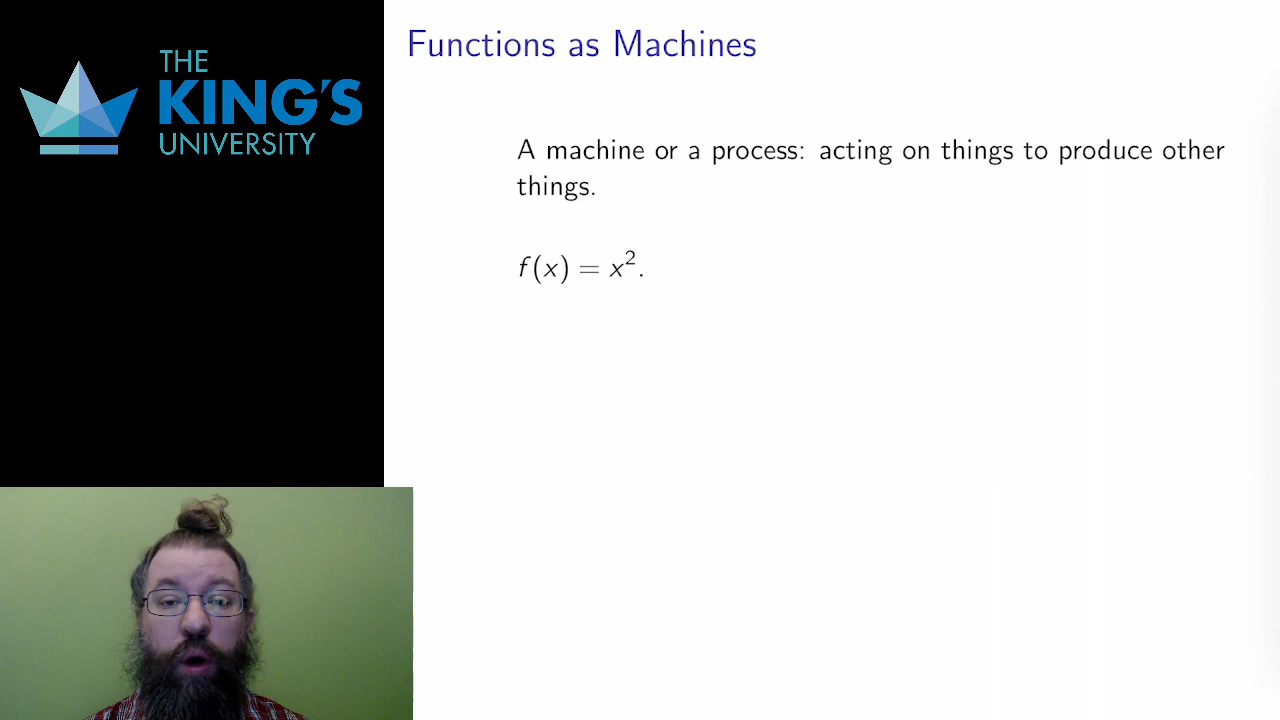 THE
KING'S
UNIVERSITY
Functions as Machines
A machine or a process: acting on things to produce other
things.
f(x) = x².